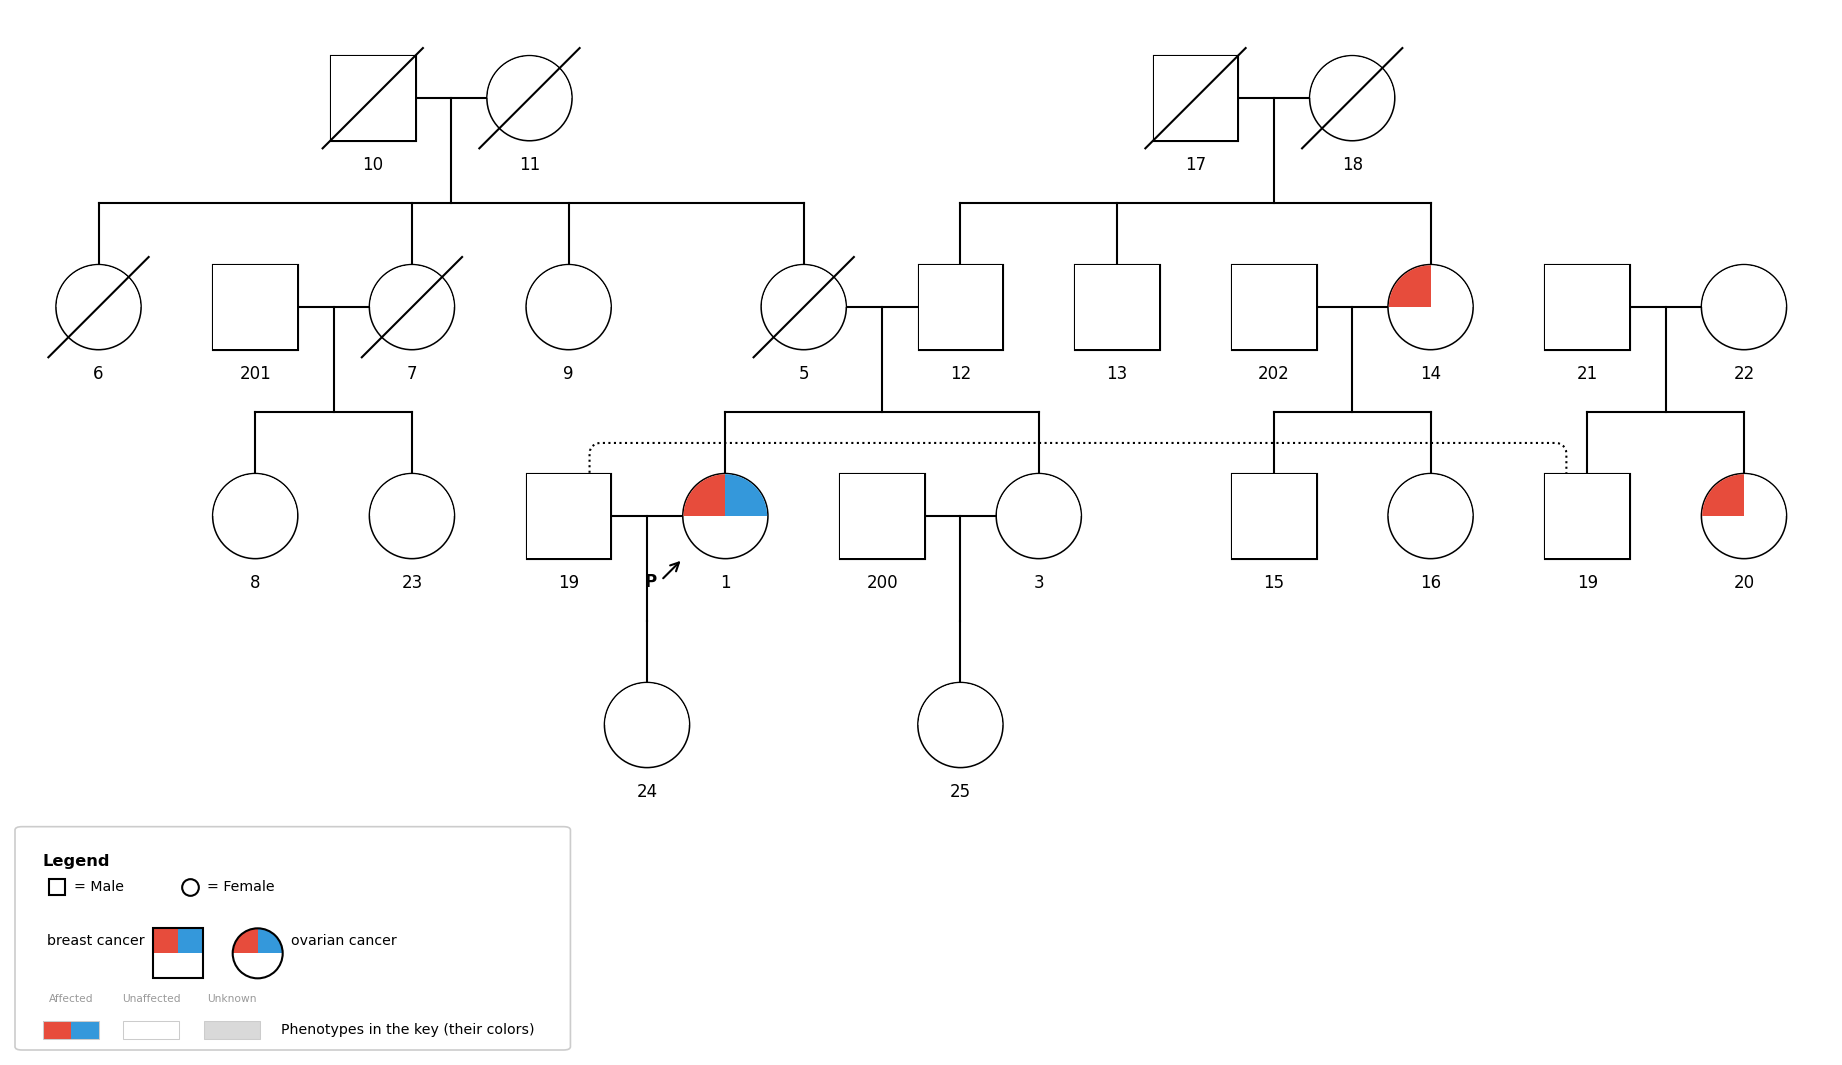 10 11 17 18
6 201 7 9 5 12 13 202 14 21 22
8 23 19 P 1 200 3 15 16 19 20
24 25
Legend
= Male = Female
breast cancer ovarian cancer
Affected Unaffected Unknown
Phenotypes in the key (their colors)